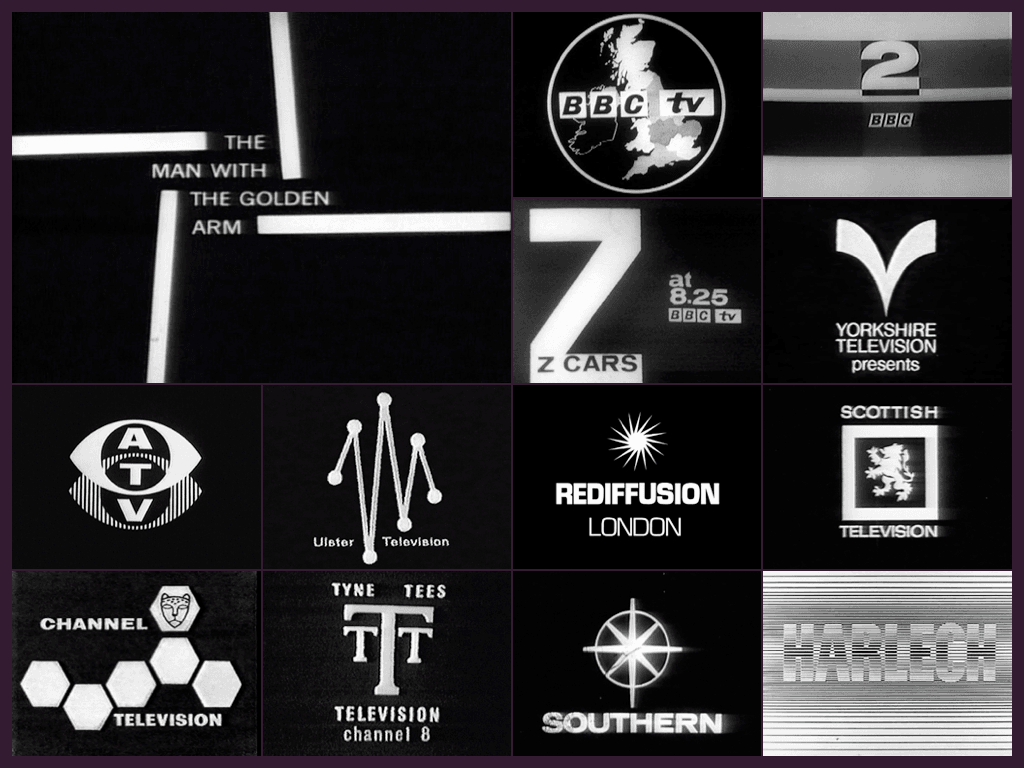 THE
MAN WITH
THE GOLDEN
ARM
BBC tv
2
BBC
Z
at
8.25
BBC tv
Z CARS
YORKSHIRE
TELEVISION
presents
A
T
V
Ulster Television
REDIFFUSION
LONDON
SCOTTISH
TELEVISION
CHANNEL
TELEVISION
TYNE TEES
TTT
TELEVISION
channel 8
SOUTHERN
HARLECH